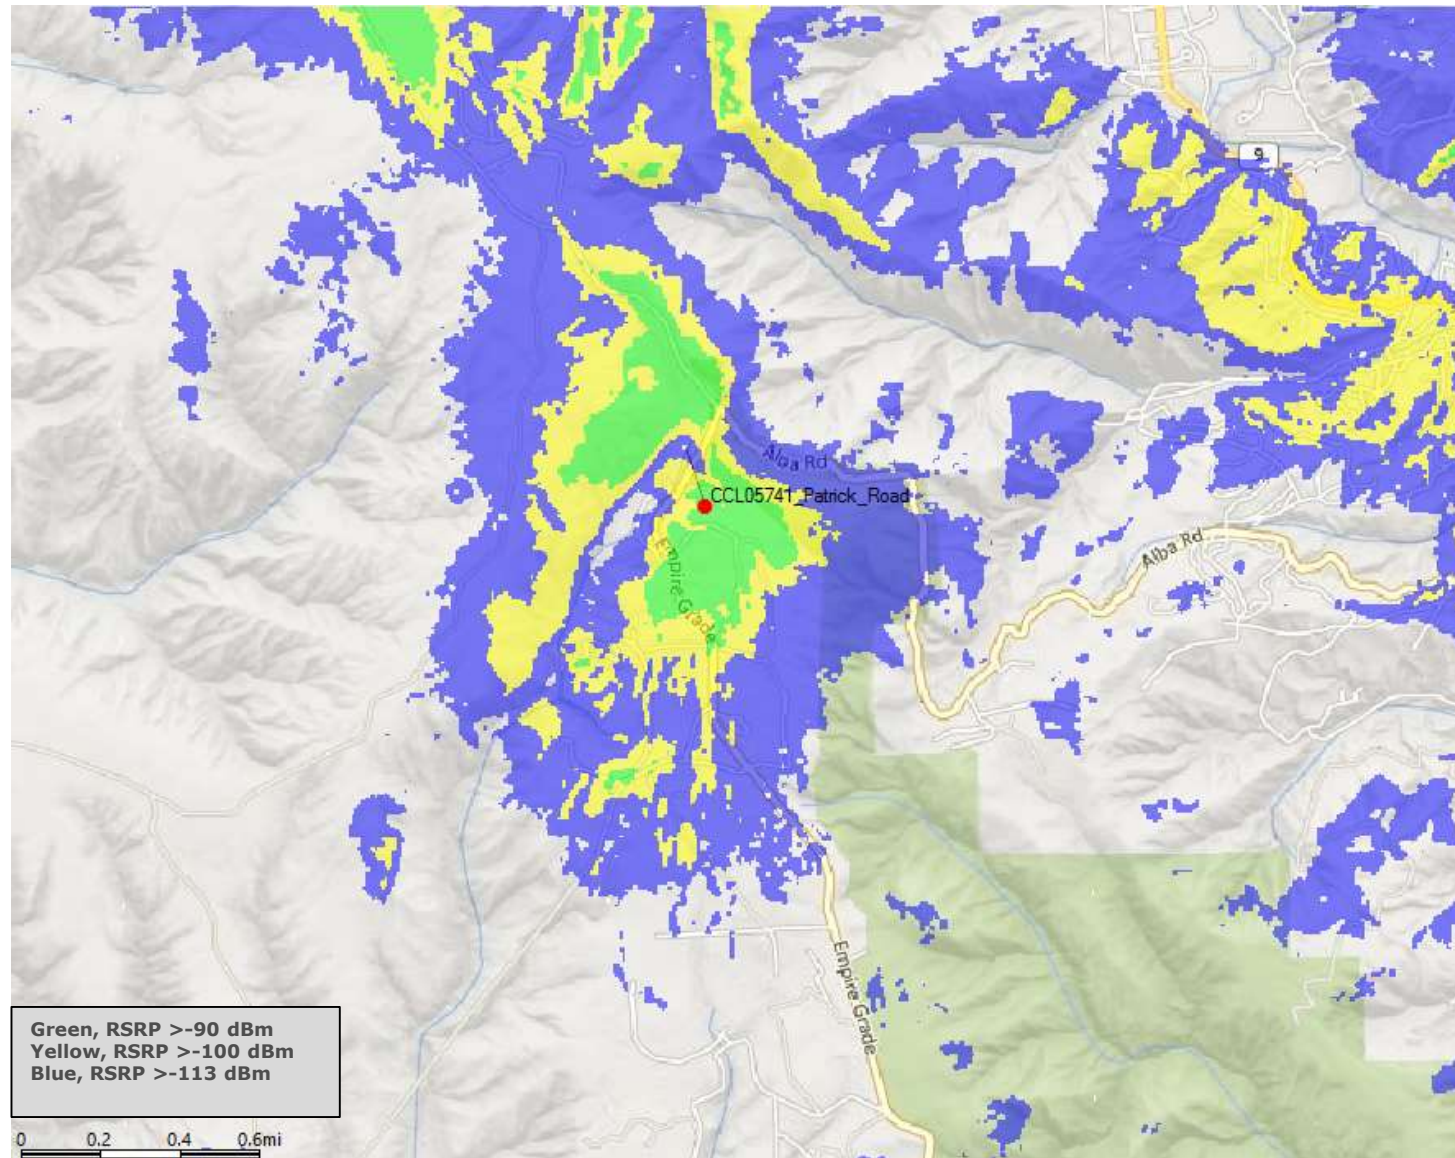 9
Alba Rd
CCL05741_Patrick_Road
Empire Grade
Alba Rd
Empire Grade
Green, RSRP >-90 dBm
Yellow, RSRP >-100 dBm
Blue, RSRP >-113 dBm
0 0.2 0.4 0.6mi